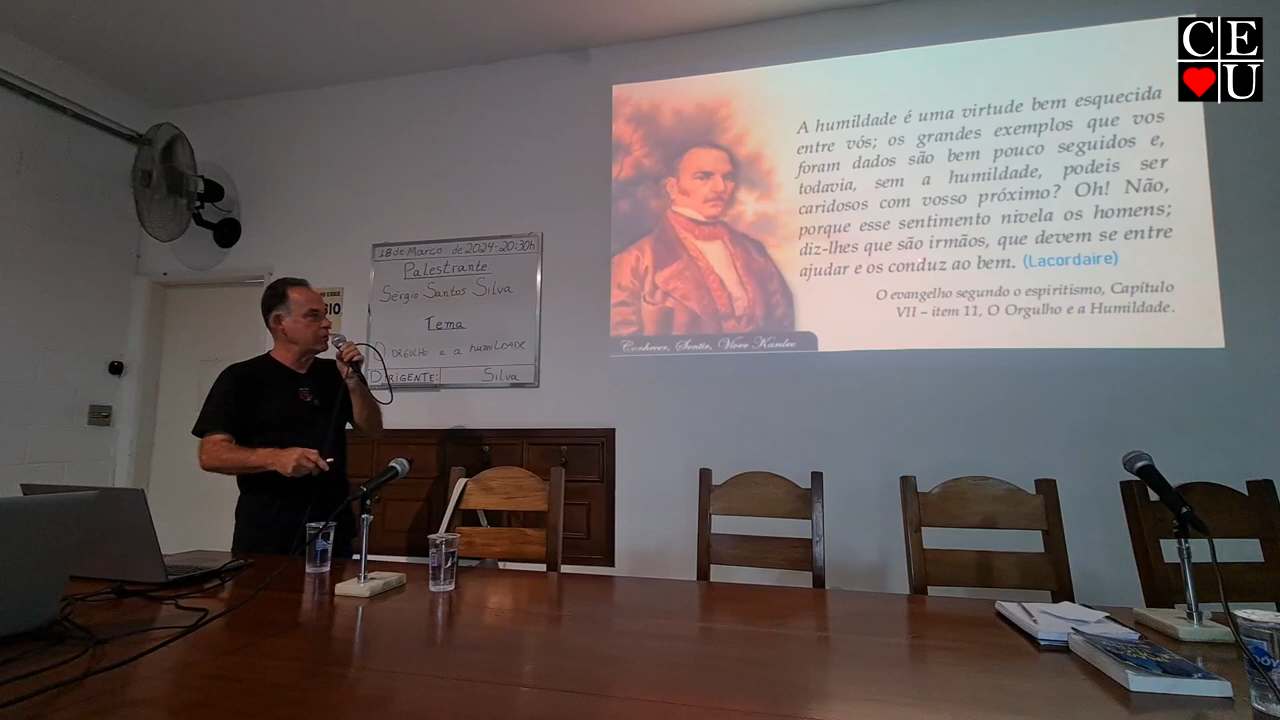 CE
U
18 de Março de 2024-20:30h
Palestrante
Sérgio Santos Silva
Tema
O ORGULHO e a humiLDADE
DIRIGENTE: Silva
A humildade é uma virtude bem esquecida
entre vós; os grandes exemplos que vos
foram dados são bem pouco seguidos e,
todavia, sem a humildade, podeis ser
caridosos com vosso próximo? Oh! Não,
porque esse sentimento nivela os homens;
diz-lhes que são irmãos, que devem se entre
ajudar e os conduz ao bem. (Lacordaire)
O evangelho segundo o espiritismo, Capítulo
VII – item 11, O Orgulho e a Humildade.
Conhecer, Sentir, Viver Kardec